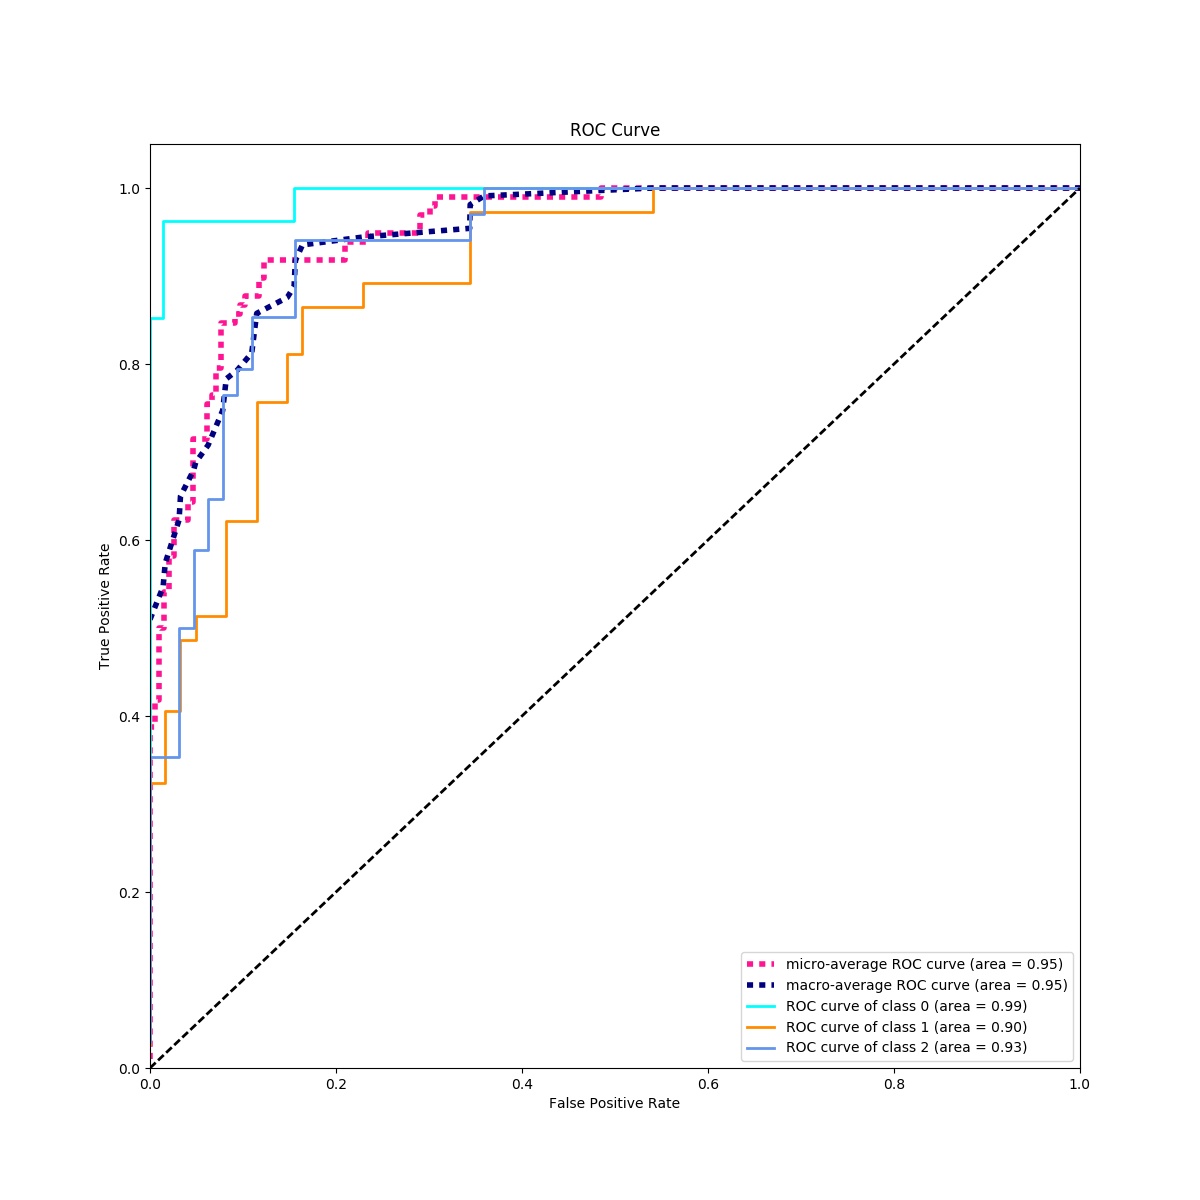 ROC Curve
1.0
0.8
0.6
0.4
0.2
0.0
True Positive Rate
0.0 0.2 0.4 0.6 0.8 1.0
False Positive Rate
micro-average ROC curve (area = 0.95)
macro-average ROC curve (area = 0.95)
ROC curve of class 0 (area = 0.99)
ROC curve of class 1 (area = 0.90)
ROC curve of class 2 (area = 0.93)